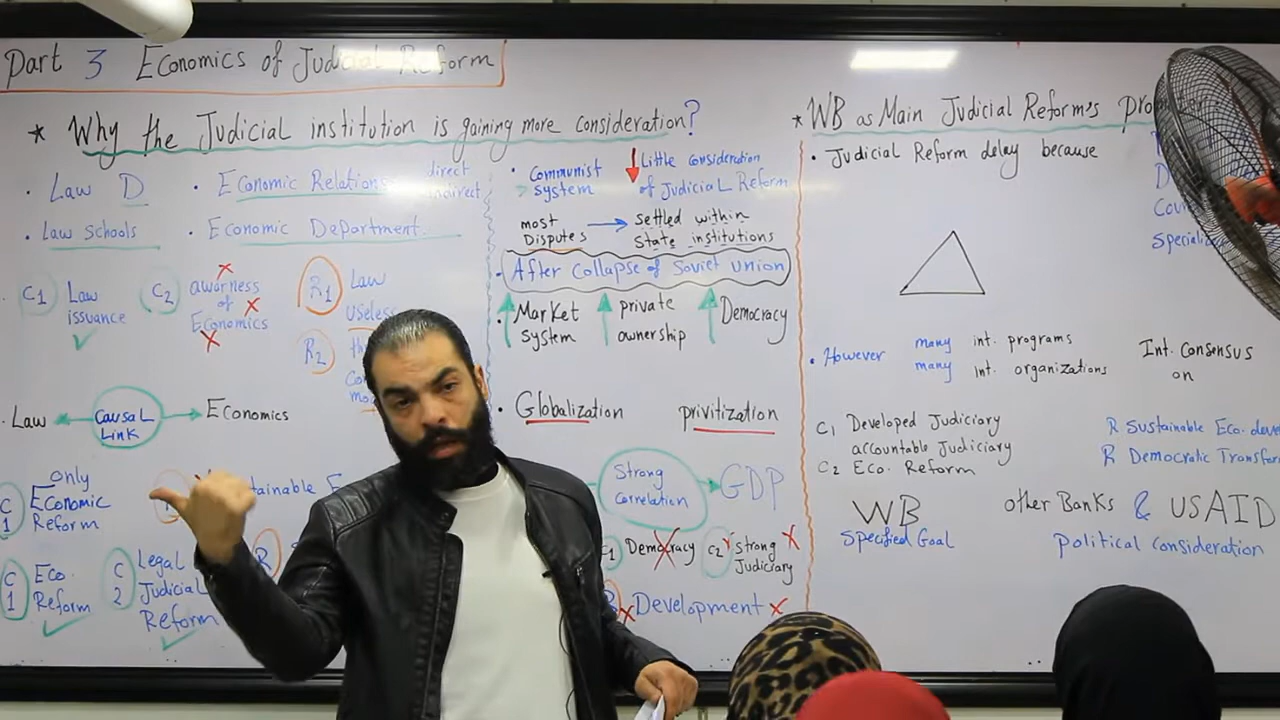 Part 3 Economics of Judicial Reform
* Why the Judicial institution is gaining more consideration?
· Law D
· Economic Relations direct
indirect
· Law schools
· Economic Department
C1 Law
issuance
C2 awarness
of
Economics
R1 Law
useless
R2
Law Causal
Link Economics
C1 only
Economic
Reform
C1 Eco.
Reform
C2 Legal
Judicial
Reform
R
· Communist
system
Little consideration
of Judicial Reform
most
Disputes
settled within
State institutions
· After collapse of Soviet Union
· Market
system
private
ownership
Democracy
· Globalization privitization
Strong
Correlation
GDP
C1 Democracy C2 Strong
Judiciary
Development
* WB as Main Judicial Reform's
· Judicial Reform delay because
· However many int. programs
many int. organizations
Int. Consensus
on
C1 Developed Judiciary
accountable Judiciary
C2 Eco. Reform
R Sustainable Eco.
R Democratic
WB
Specified Goal
other Banks & USAID
political consideration